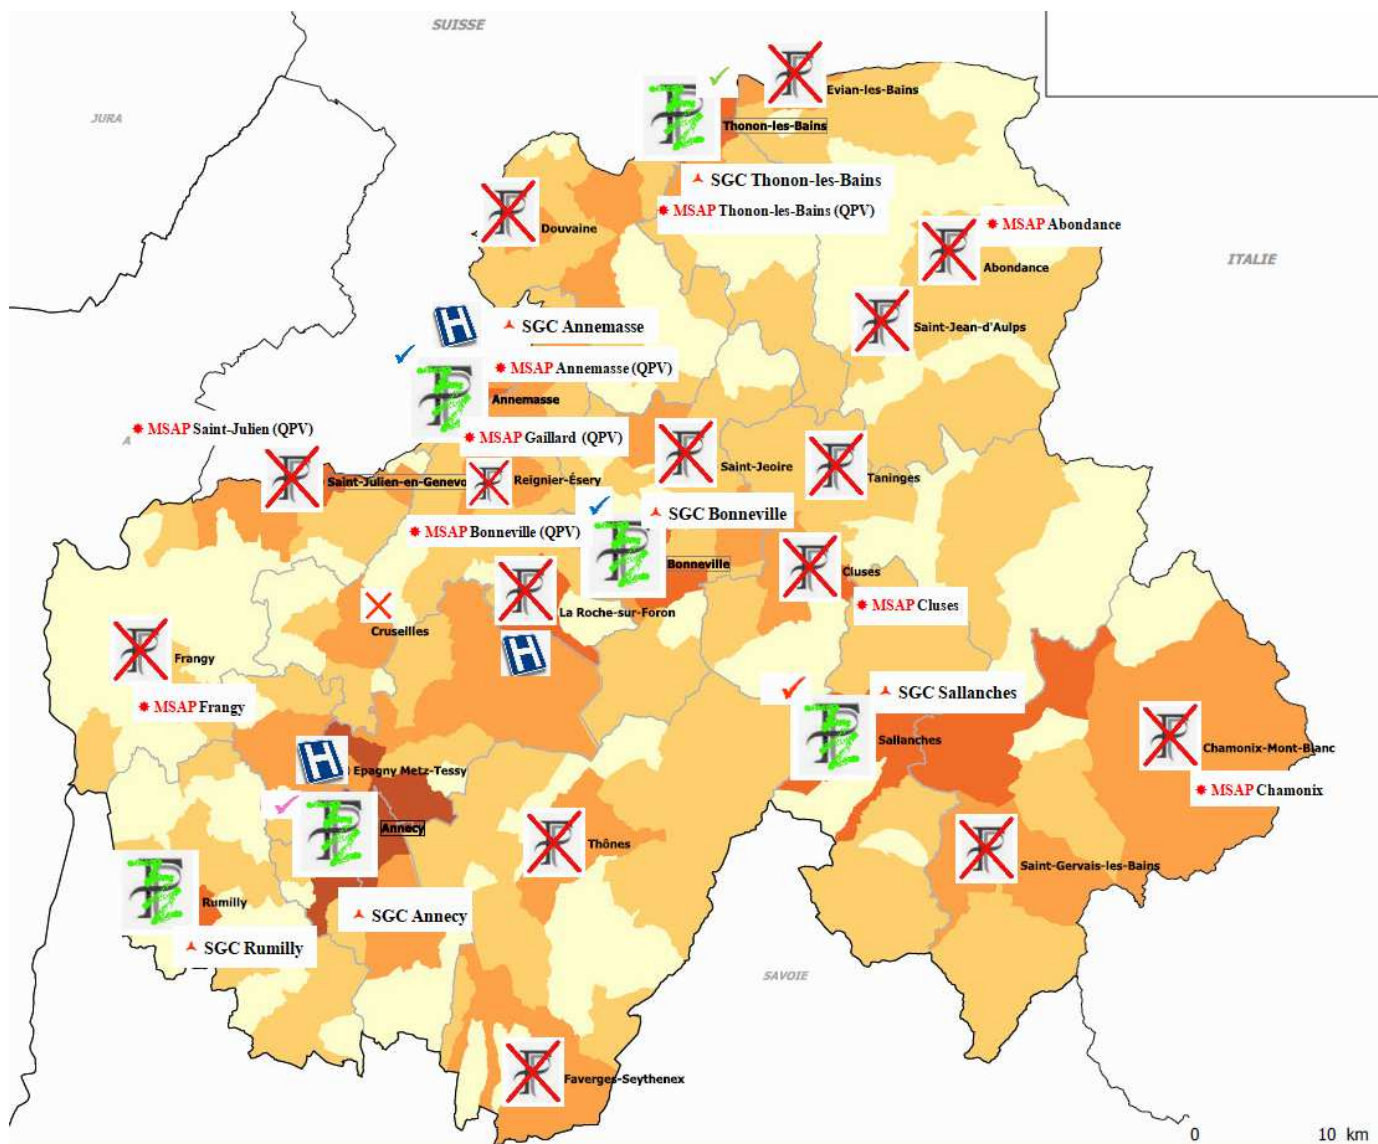 SUISSE
Evian-les-Bains
JURA
Thonon-les-Bains
SGC Thonon-les-Bains
MSAP Thonon-les-Bains (QPV)
Douvaine
MSAP Abondance
Abondance
ITALIE
H
SGC Annemasse
Saint-Jean-d'Aulps
MSAP Annemasse (QPV)
Annemasse
MSAP Saint-Julien (QPV)
A
MSAP Gaillard (QPV)
Saint-Jeoire
Taninges
Saint-Julien-en-Genevo
Reignier-Ésery
SGC Bonneville
MSAP Bonneville (QPV)
Bonneville
Cluses
MSAP Cluses
La Roche-sur-Foron
Cruseilles
H
Frangy
MSAP Frangy
SGC Sallanches
Sallanches
Chamonix-Mont-Blanc
H
Epagny Metz-Tessy
MSAP Chamonix
Annecy
Thônes
Saint-Gervais-les-Bains
Rumilly
SGC Annecy
SGC Rumilly
SAVOIE
Faverges-Seythenex
0 10 km